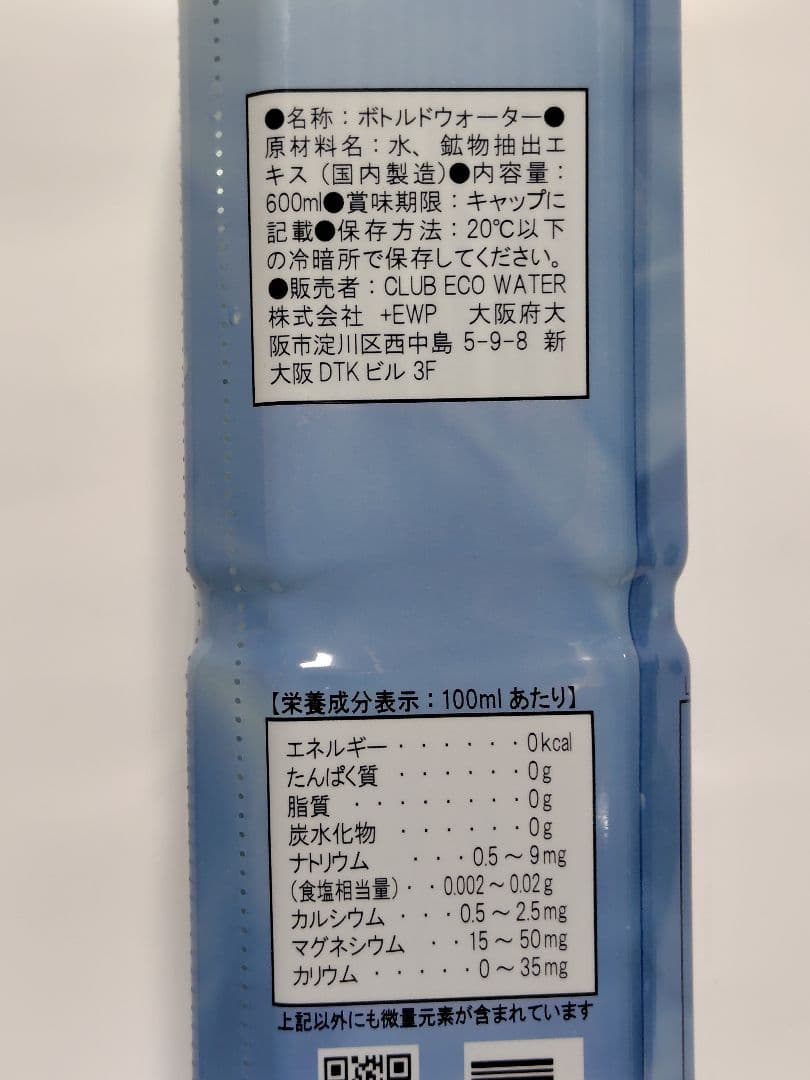 ●名称：ボトルドウォーター●
原材料名：水、鉱物抽出エ
キス（国内製造）●内容量：
600ml●賞味期限：キャップに
記載●保存方法：20℃以下
の冷暗所で保存してください。
●販売者：CLUB ECO WATER
株式会社 +EWP 大阪府大
阪市淀川区西中島 5-9-8 新
大阪 DTK ビル 3F
【栄養成分表示：100ml あたり】
エネルギー・・・・・・0kcal
たんぱく質 ・・・・・・0g
脂質 ・・・・・・・・0g
炭水化物 ・・・・・・0g
ナトリウム ・・・0.5～9mg
（食塩相当量）・・0.002～0.02g
カルシウム ・・・0.5～2.5mg
マグネシウム ・・15～50mg
カリウム ・・・・・0～35mg
上記以外にも微量元素が含まれています